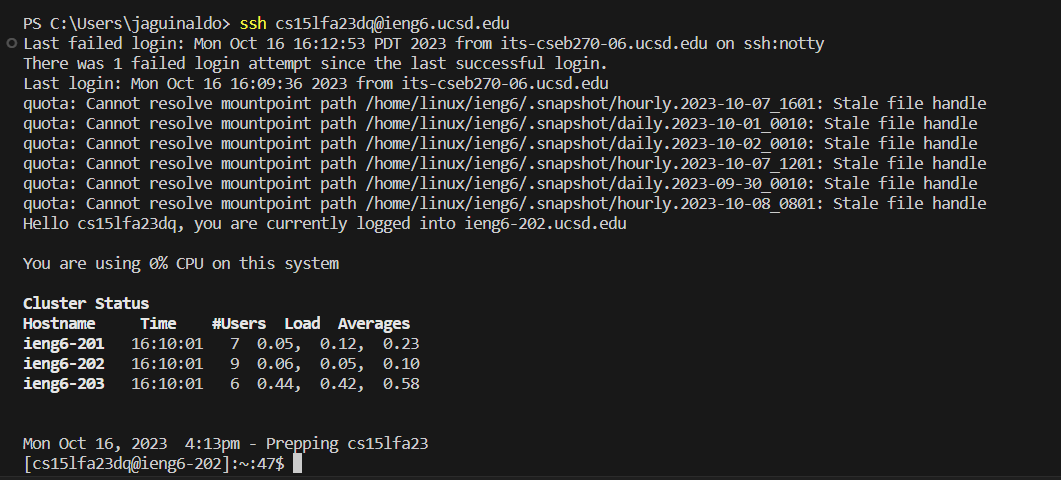 PS C:\Users\jaguinaldo> ssh cs15lfa23dq@ieng6.ucsd.edu
Last failed login: Mon Oct 16 16:12:53 PDT 2023 from its-cseb270-06.ucsd.edu on ssh:notty
There was 1 failed login attempt since the last successful login.
Last login: Mon Oct 16 16:09:36 2023 from its-cseb270-06.ucsd.edu
quota: Cannot resolve mountpoint path /home/linux/ieng6/.snapshot/hourly.2023-10-07_1601: Stale file handle
quota: Cannot resolve mountpoint path /home/linux/ieng6/.snapshot/daily.2023-10-01_0010: Stale file handle
quota: Cannot resolve mountpoint path /home/linux/ieng6/.snapshot/daily.2023-10-02_0010: Stale file handle
quota: Cannot resolve mountpoint path /home/linux/ieng6/.snapshot/hourly.2023-10-07_1201: Stale file handle
quota: Cannot resolve mountpoint path /home/linux/ieng6/.snapshot/daily.2023-09-30_0010: Stale file handle
quota: Cannot resolve mountpoint path /home/linux/ieng6/.snapshot/hourly.2023-10-08_0801: Stale file handle
Hello cs15lfa23dq, you are currently logged into ieng6-202.ucsd.edu

You are using 0% CPU on this system

Cluster Status
Hostname     Time    #Users  Load  Averages
ieng6-201   16:10:01   7  0.05,  0.12,  0.23
ieng6-202   16:10:01   9  0.06,  0.05,  0.10
ieng6-203   16:10:01   6  0.44,  0.42,  0.58

Mon Oct 16, 2023  4:13pm - Prepping cs15lfa23
[cs15lfa23dq@ieng6-202]:~:47$